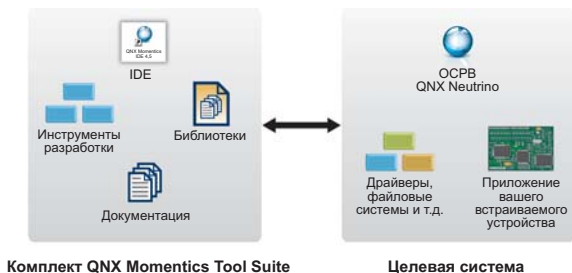 QNX Momentics
IDE 4.5
IDE
Инструменты
разработки
Библиотеки
Документация
ОСРВ
QNX Neutrino
Драйверы,
файловые
системы и т.д.
Приложение
вашего
встраиваемого
устройства
Комплект QNX Momentics Tool Suite
Целевая система